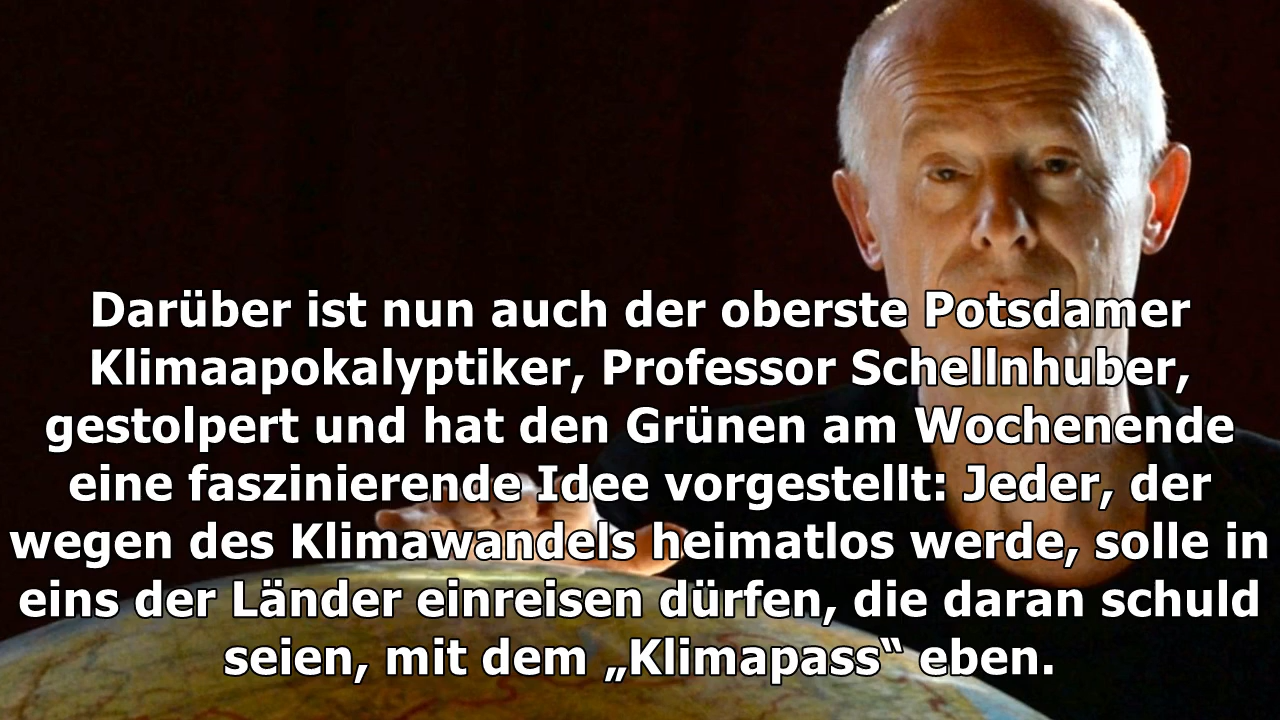 Darüber ist nun auch der oberste Potsdamer
Klimaapokalyptiker, Professor Schellnhuber,
gestolpert und hat den Grünen am Wochenende
eine faszinierende Idee vorgestellt: Jeder, der
wegen des Klimawandels heimatlos werde, solle in
eins der Länder einreisen dürfen, die daran schuld
seien, mit dem „Klimapass“ eben.